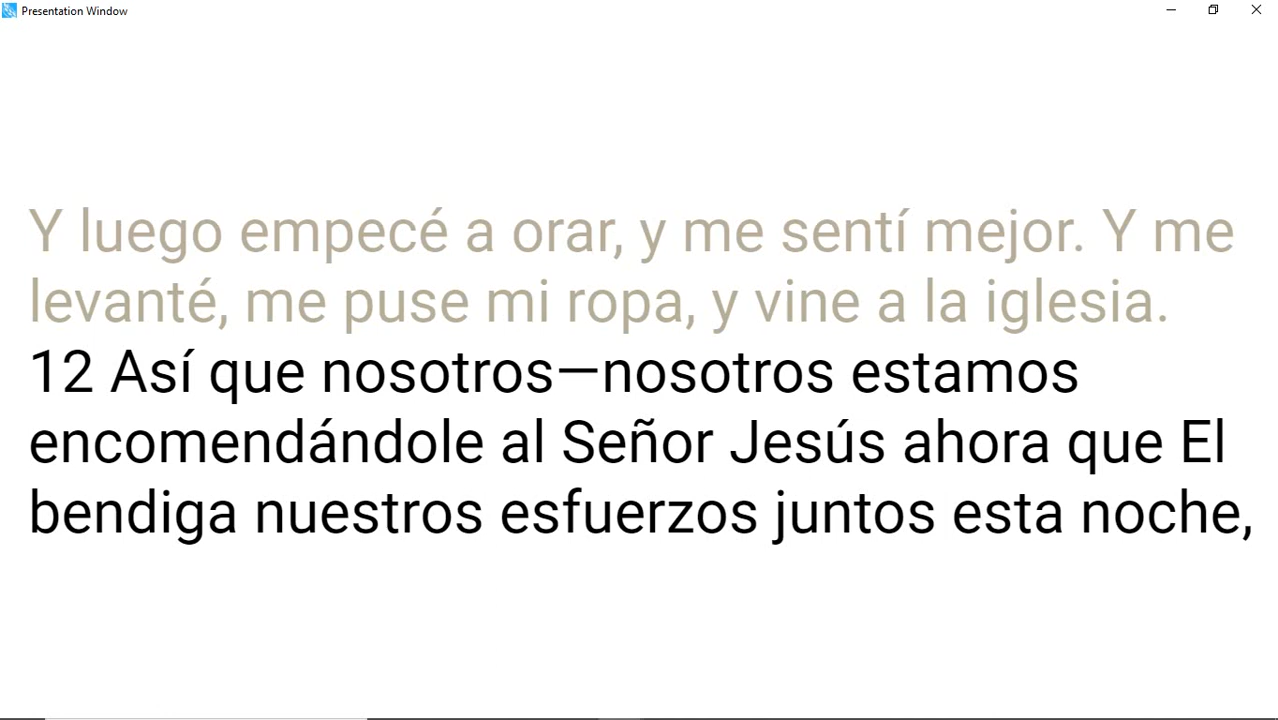 Presentation Window
Y luego empecé a orar, y me sentí mejor. Y me
levanté, me puse mi ropa, y vine a la iglesia.
12 Así que nosotros—nosotros estamos
encomendándole al Señor Jesús ahora que El
bendiga nuestros esfuerzos juntos esta noche,